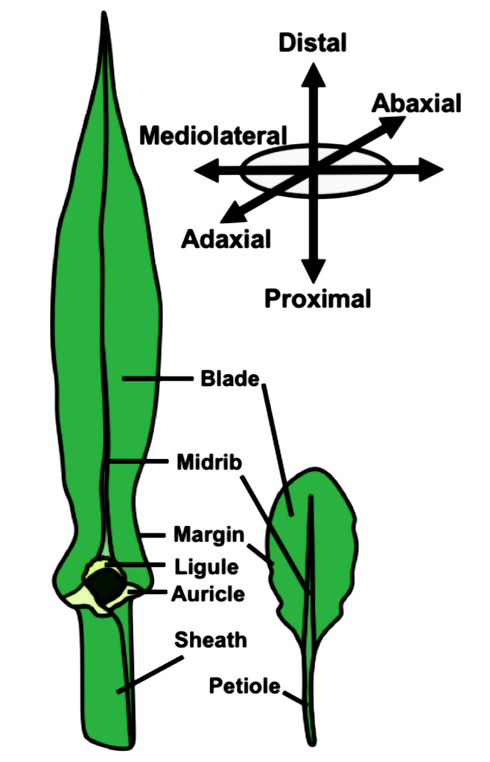 Distal
Abaxial
Mediolateral
Adaxial
Proximal
Blade
Midrib
Margin
Ligule
Auricle
Sheath
Petiole